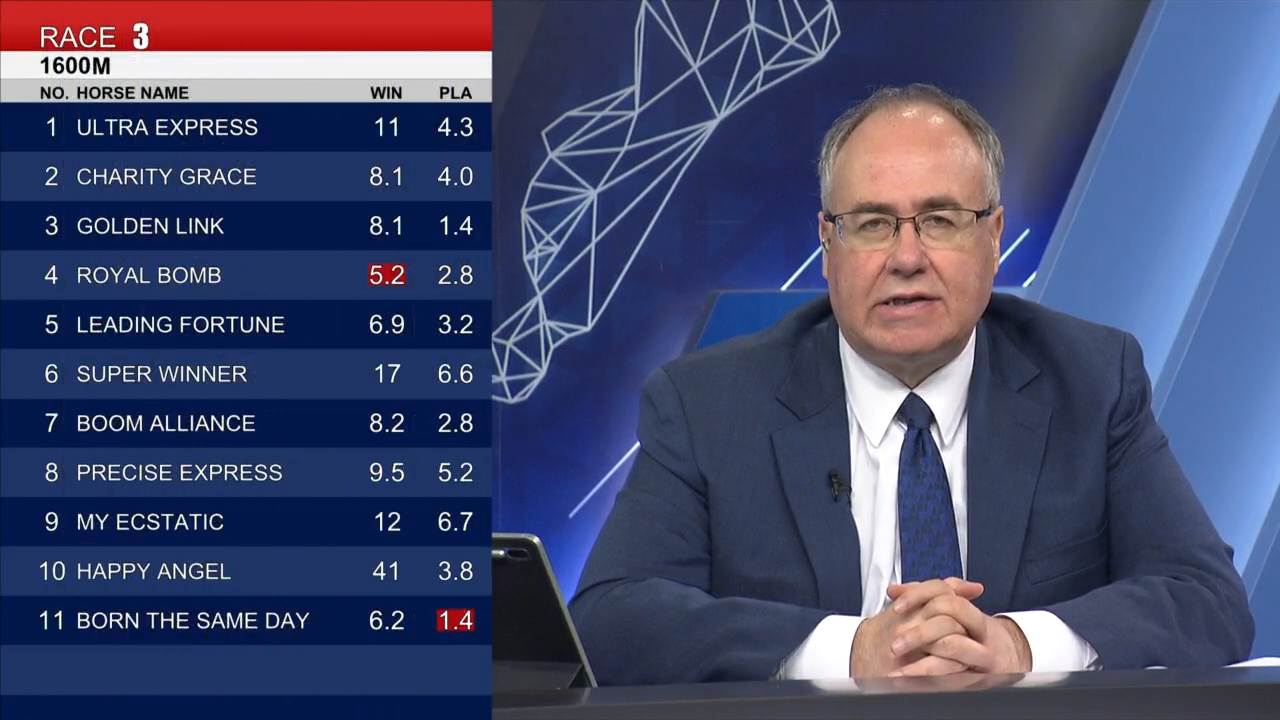 RACE 3
1600M
NO. HORSE NAME WIN PLA
1 ULTRA EXPRESS 11 4.3
2 CHARITY GRACE 8.1 4.0
3 GOLDEN LINK 8.1 1.4
4 ROYAL BOMB 5.2 2.8
5 LEADING FORTUNE 6.9 3.2
6 SUPER WINNER 17 6.6
7 BOOM ALLIANCE 8.2 2.8
8 PRECISE EXPRESS 9.5 5.2
9 MY ECSTATIC 12 6.7
10 HAPPY ANGEL 41 3.8
11 BORN THE SAME DAY 6.2 1.4